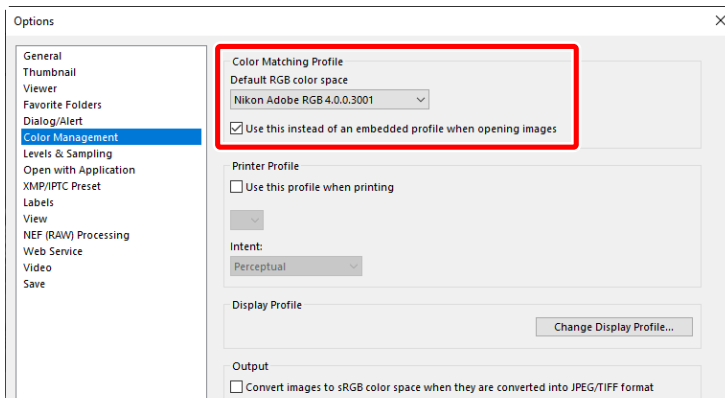 Options
General
Thumbnail
Viewer
Favorite Folders
Dialog/Alert
Color Management
Levels & Sampling
Open with Application
XMP/IPTC Preset
Labels
View
NEF (RAW) Processing
Web Service
Video
Save
Color Matching Profile
Default RGB color space
Nikon Adobe RGB 4.0.0.3001
Use this instead of an embedded profile when opening images
Printer Profile
Use this profile when printing
Intent:
Perceptual
Display Profile
Change Display Profile...
Output
Convert images to sRGB color space when they are converted into JPEG/TIFF format